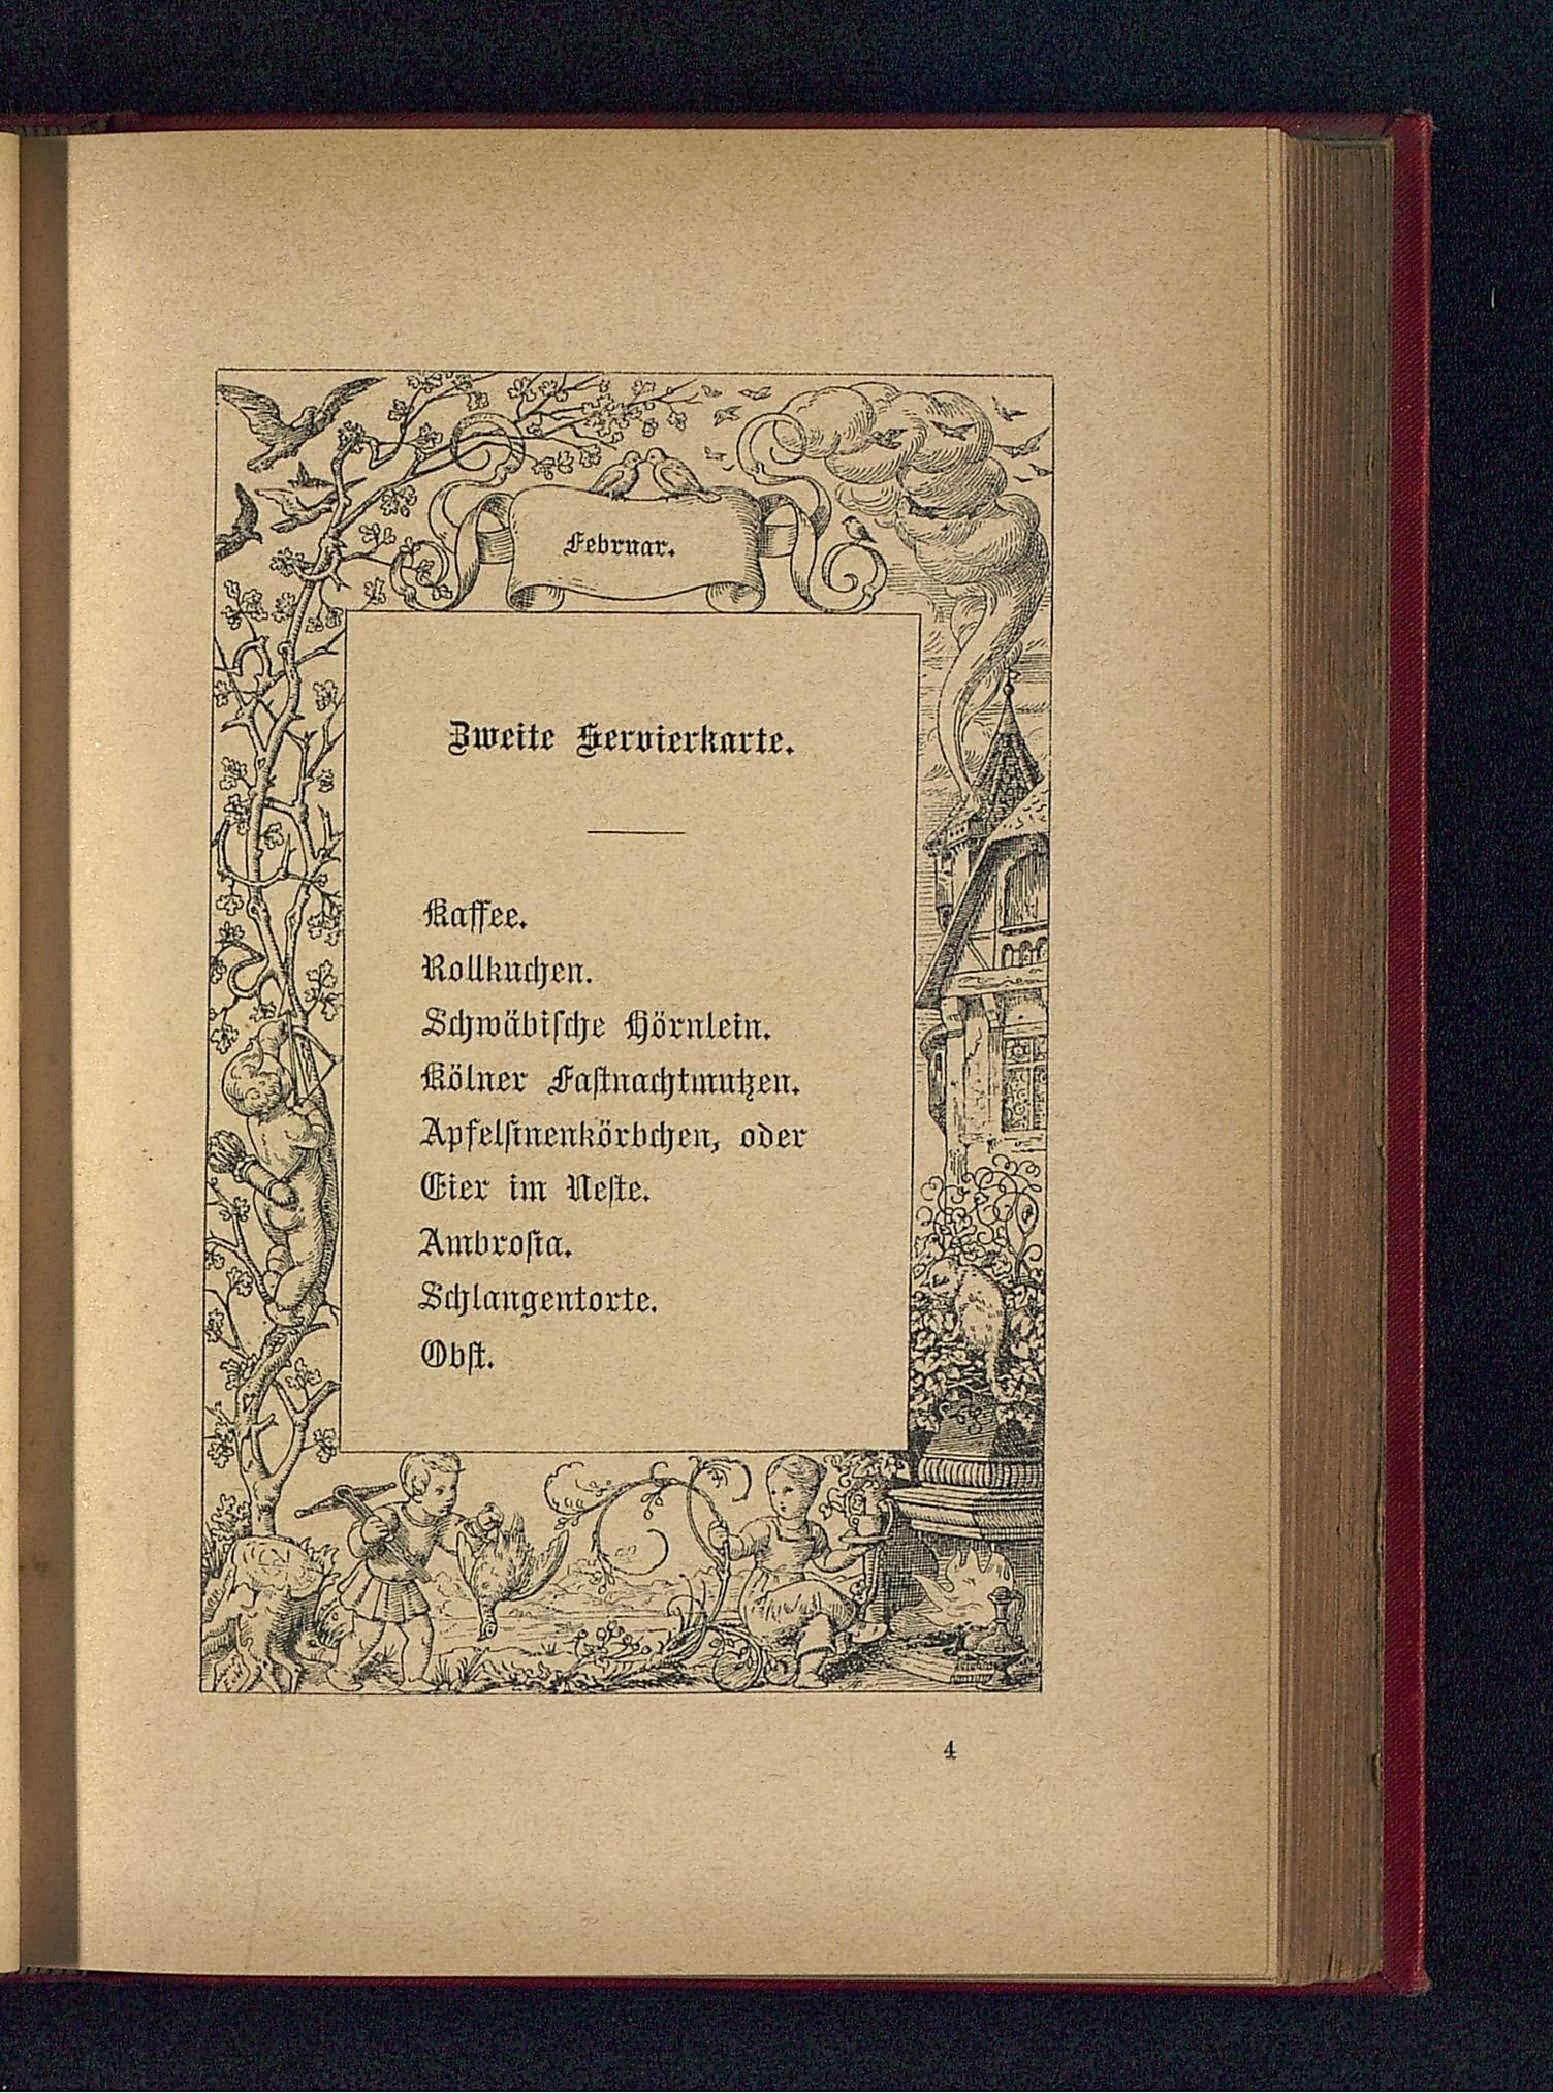 Februar.
Zweite Servierkarte.
Kaffee.
Rollkuchen.
Schwäbische Hörnlein.
Kölner Fastnachtmutzen.
Apfelsinenkörbchen, oder
Eier im Neste.
Ambrosia.
Schlangentorte.
Obst.
4